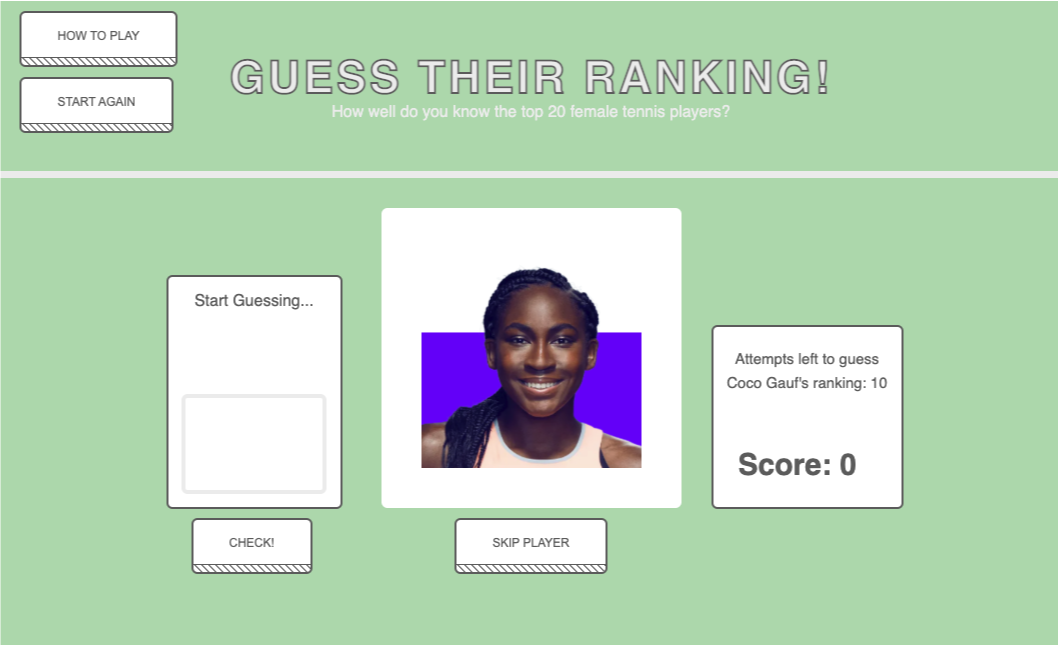 HOW TO PLAY
START AGAIN
GUESS THEIR RANKING!
How well do you know the top 20 female tennis players?
Start Guessing...
Attempts left to guess
Coco Gauf's ranking: 10
Score: 0
CHECK!
SKIP PLAYER